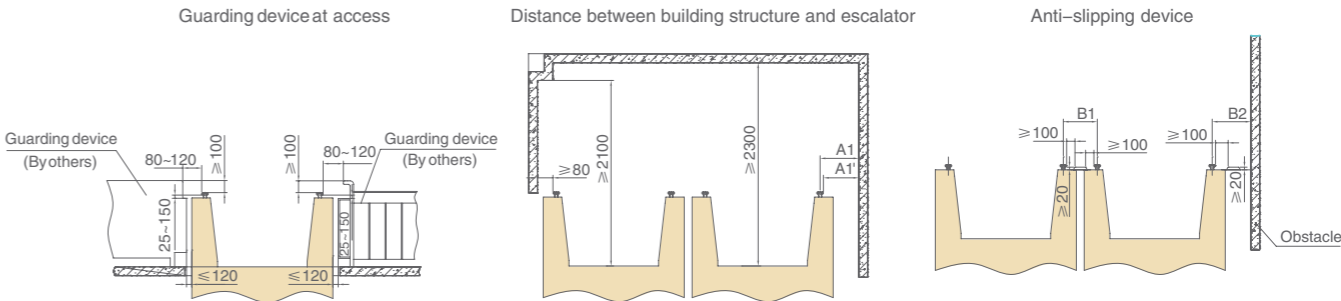 Guarding device at access
Distance between building structure and escalator
Anti-slipping device
Guarding device
(By others)
80~120
≥100
≥100
80~120
Guarding device
(By others)
25~150
25~150
≤120
≤120
≥80
≥2100
≥2300
A1
A1'
B1
≥100
≥100
≥20
≥100
B2
≥20
Obstacle